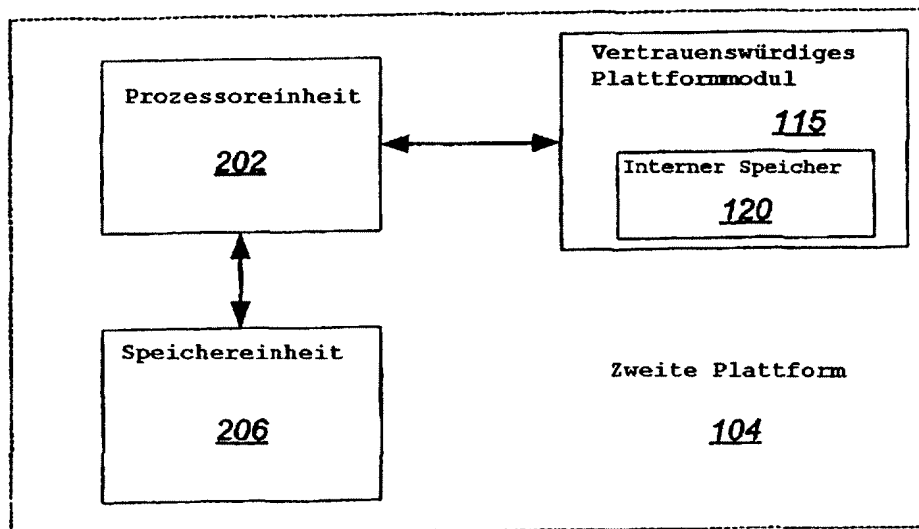 Prozessoreinheit
202
Vertrauenswürdiges
Plattformmodul
115
Interner Speicher
120
Speichereinheit
206
Zweite Plattform
104